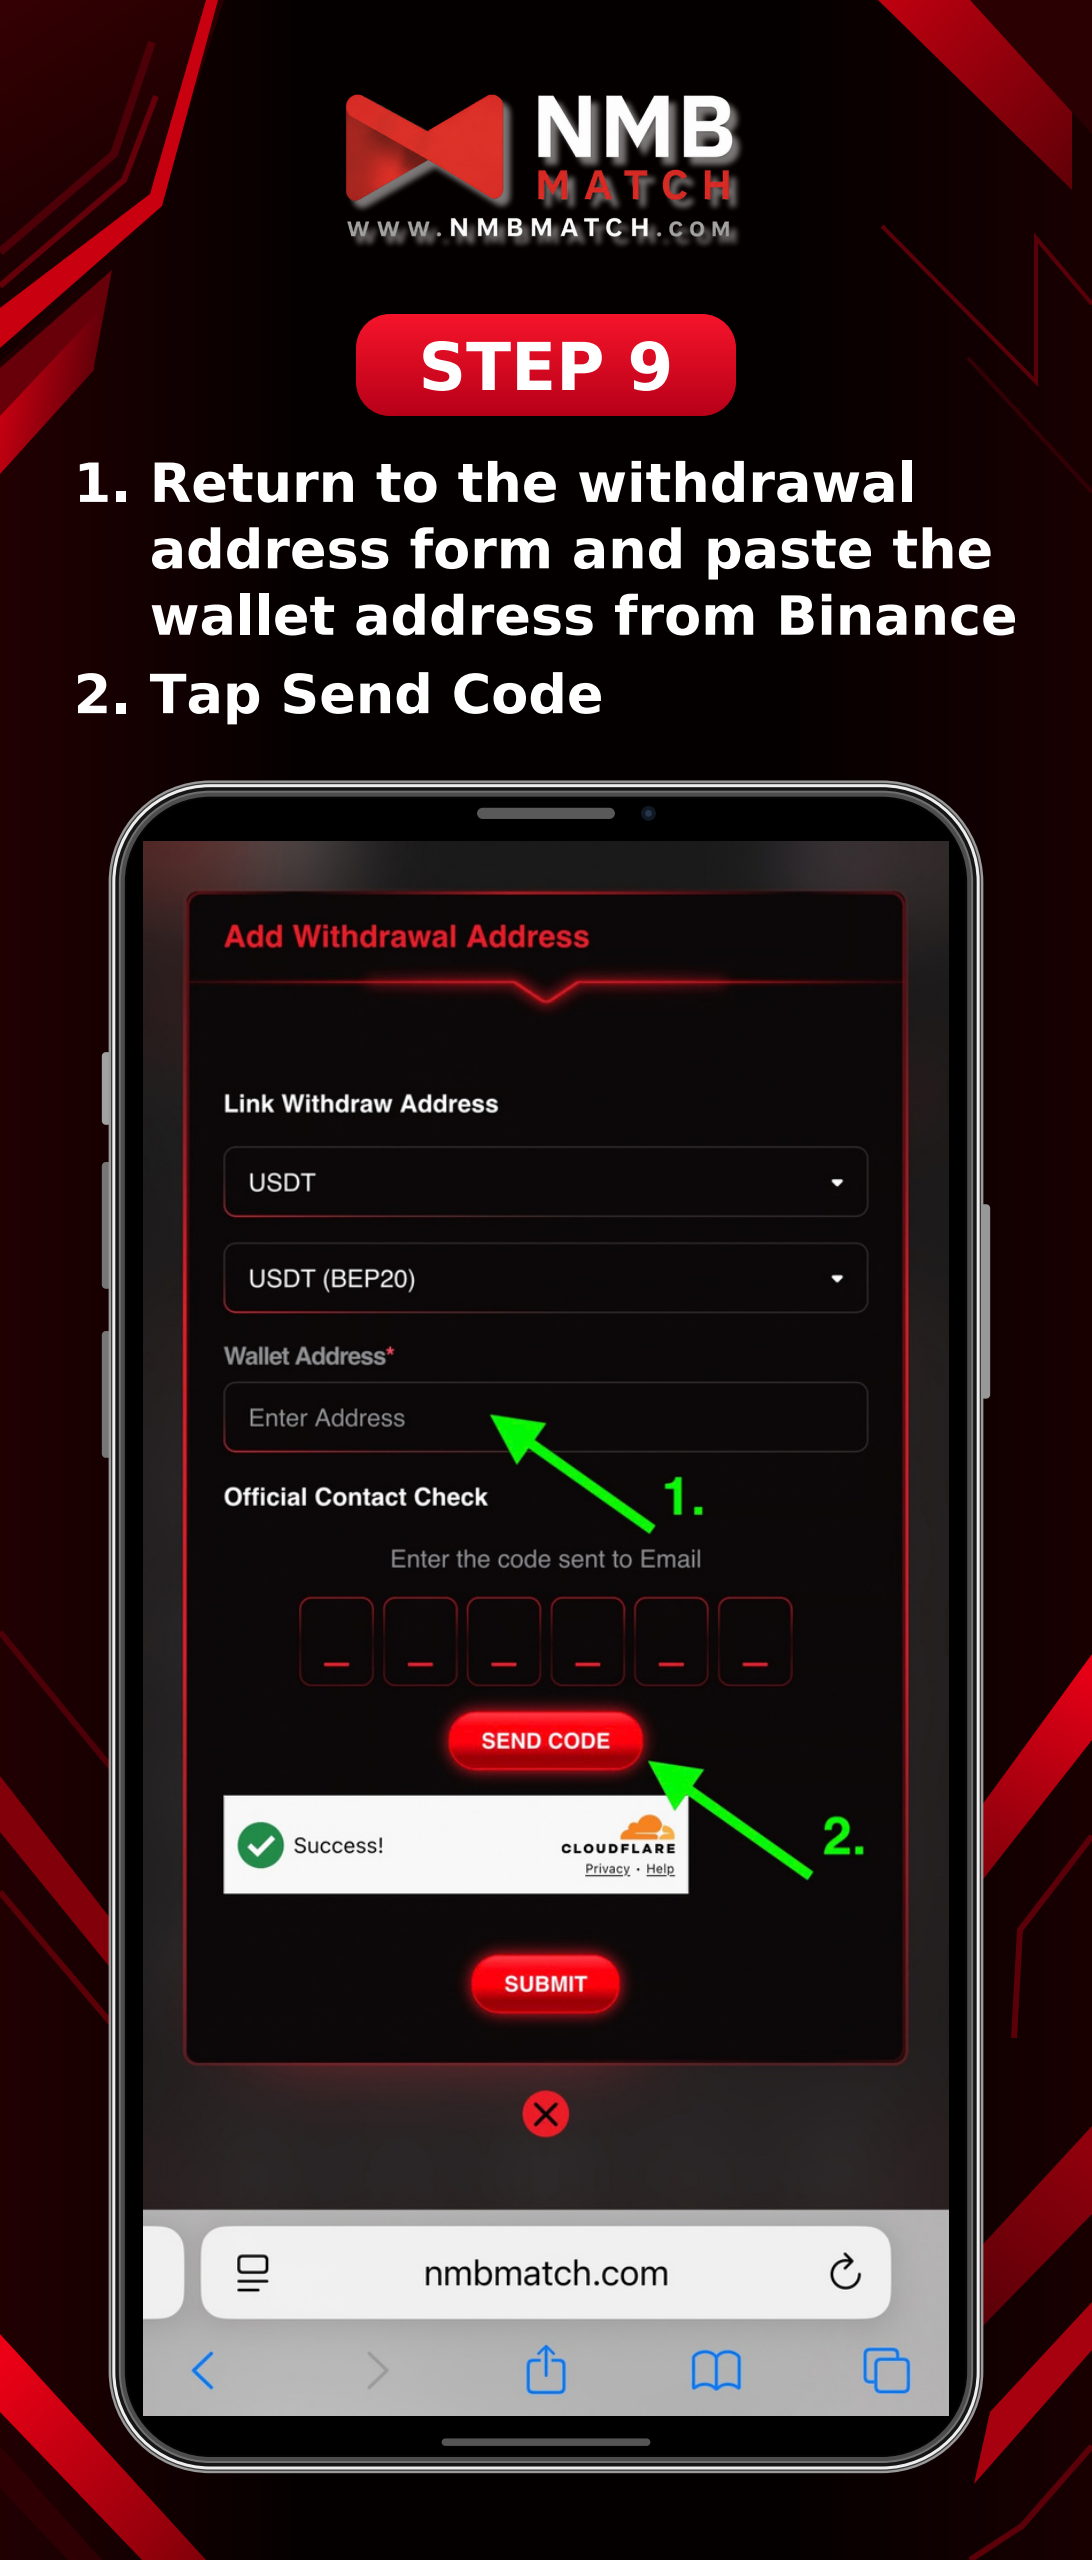 NMB
MATCH
WWW.NMBMATCH.COM
STEP 9
1. Return to the withdrawal
address form and paste the
wallet address from Binance
2. Tap Send Code
Add Withdrawal Address
Link Withdraw Address
USDT
USDT (BEP20)
Wallet Address*
Enter Address
1.
Official Contact Check
Enter the code sent to Email
SEND CODE
2.
Success!
CLOUDFLARE
Privacy • Help
SUBMIT
nmbmatch.com